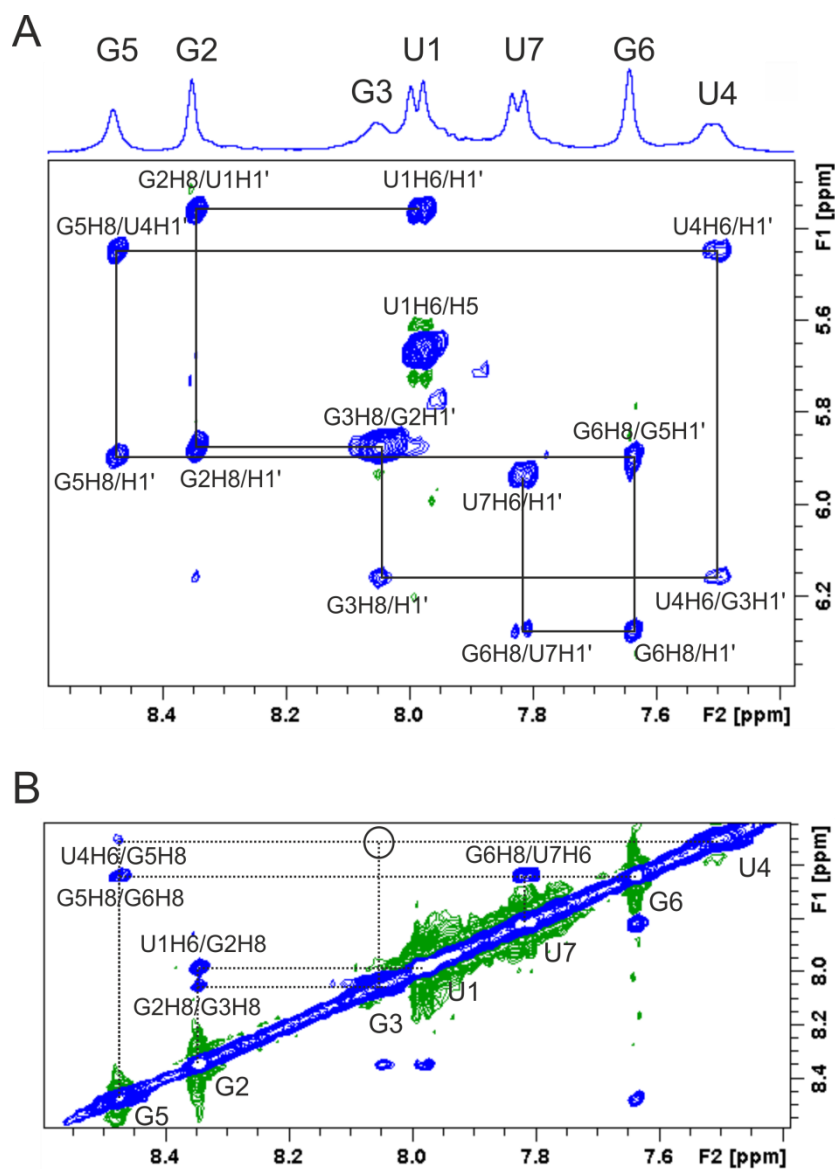 A
G5 G2 G3 U1 U7 G6 U4
G2H8/U1H1' U1H6/H1'
G5H8/U4H1' U4H6/H1'
U1H6/H5
G3H8/G2H1' G6H8/G5H1'
G5H8/H1' G2H8/H1' U7H6/H1'
G3H8/H1' U4H6/G3H1'
G6H8/U7H1' G6H8/H1'
F1 [ppm]
5.6
5.8
6.0
6.2
8.4 8.2 8.0 7.8 7.6 F2 [ppm]
B
U4H6/G5H8 G6H8/U7H6
G5H8/G6H8
U4
G6
U1H6/G2H8
U7
G2H8/G3H8
U1
G3
G2
G5
F1 [ppm]
8.0
8.2
8.4
8.4 8.2 8.0 7.8 7.6 F2 [ppm]